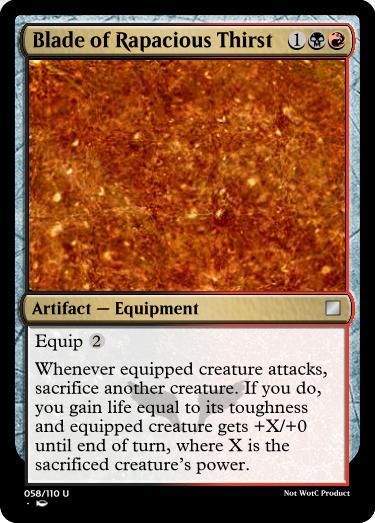 Blade of Rapacious Thirst 1
Artifact — Equipment
Equip 2
Whenever equipped creature attacks,
sacrifice another creature. If you do,
you gain life equal to its toughness
and equipped creature gets +X/+0
until end of turn, where X is the
sacrificed creature's power.
058/110 U
Not WotC Product